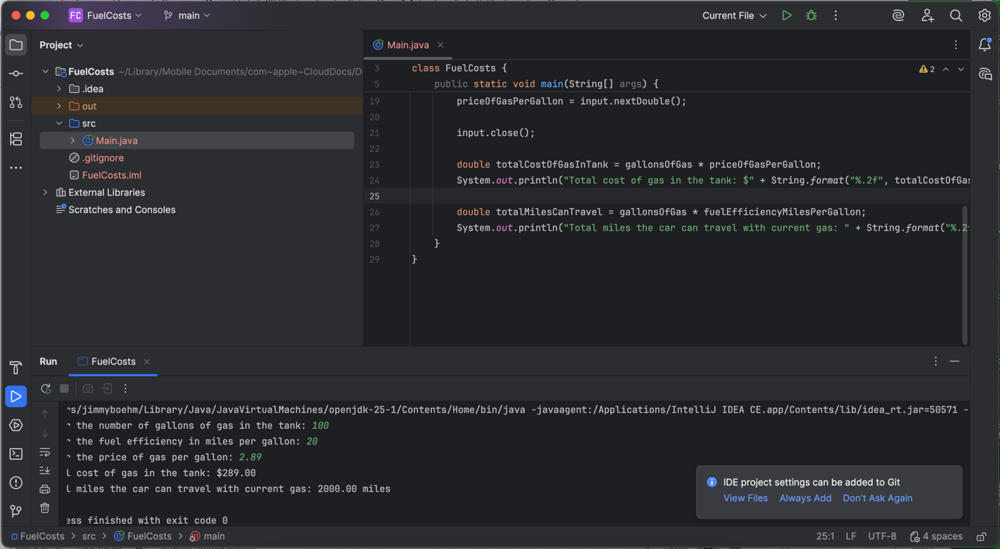 FC FuelCosts main Current File
Project
FuelCosts ~/Library/Mobile Documents/com~apple~CloudDocs/D
.idea
out
src
Main.java
.gitignore
FuelCosts.iml
External Libraries
Scratches and Consoles
Main.java
2
3 class FuelCosts {
5 public static void main(String[] args) {
19 priceOfGasPerGallon = input.nextDouble();
20
21 input.close();
22
23 double totalCostOfGasInTank = gallonsOfGas * priceOfGasPerGallon;
24 System.out.println("Total cost of gas in the tank: $" + String.format("%.2f", totalCostOfGas
25
26 double totalMilesCanTravel = gallonsOfGas * fuelEfficiencyMilesPerGallon;
27 System.out.println("Total miles the car can travel with current gas: " + String.format("%.2
28 }
29 }
Run FuelCosts
rs/jimmyboehm/Library/Java/JavaVirtualMachines/openjdk-25-1/Contents/Home/bin/java -javaagent:/Applications/IntelliJ IDEA CE.app/Contents/lib/idea_rt.jar=50571 -
r the number of gallons of gas in the tank: 100
r the fuel efficiency in miles per gallon: 20
r the price of gas per gallon: 2.89
l cost of gas in the tank: $289.00
l miles the car can travel with current gas: 2000.00 miles
ess finished with exit code 0
IDE project settings can be added to Git
View Files Always Add Don't Ask Again
FuelCosts > src > FuelCosts > main
25:1 LF UTF-8 4 spaces